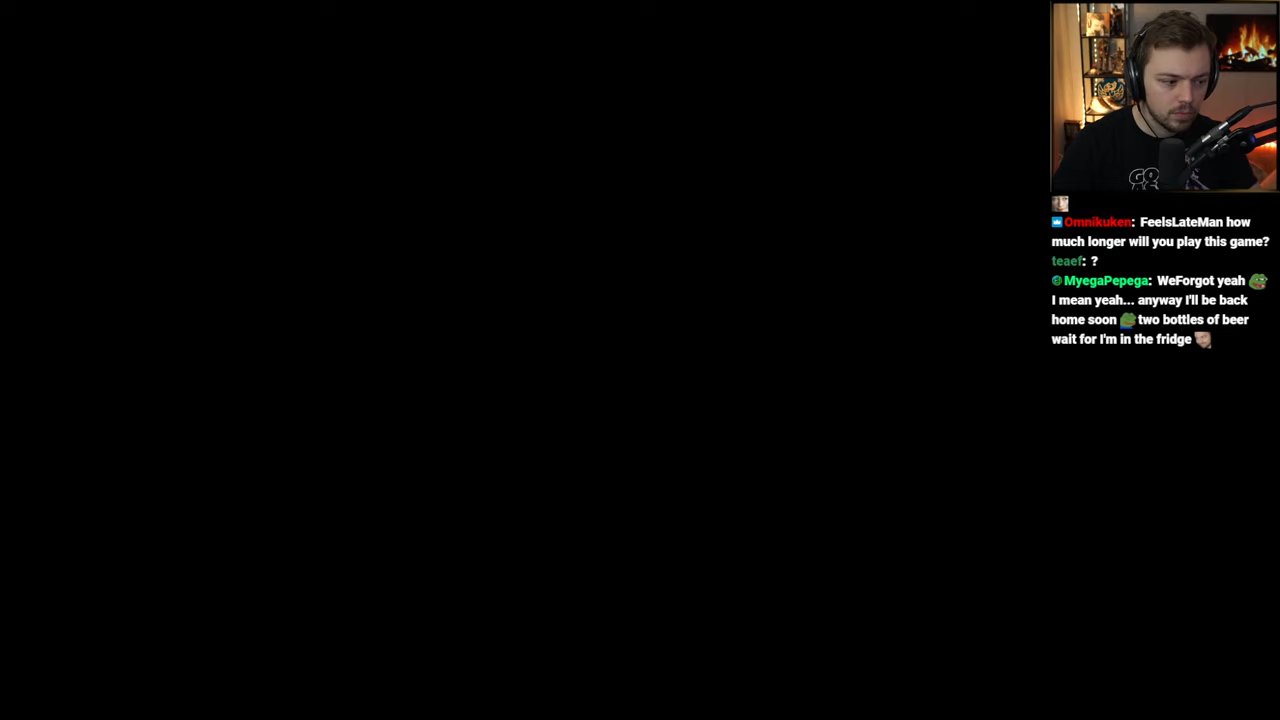 GO
Omnikuken: FeelsLateMan how
much longer will you play this game?
teaef: ?
MyegaPepega: WeForgot yeah
I mean yeah... anyway I'll be back
home soon two bottles of beer
wait for I'm in the fridge